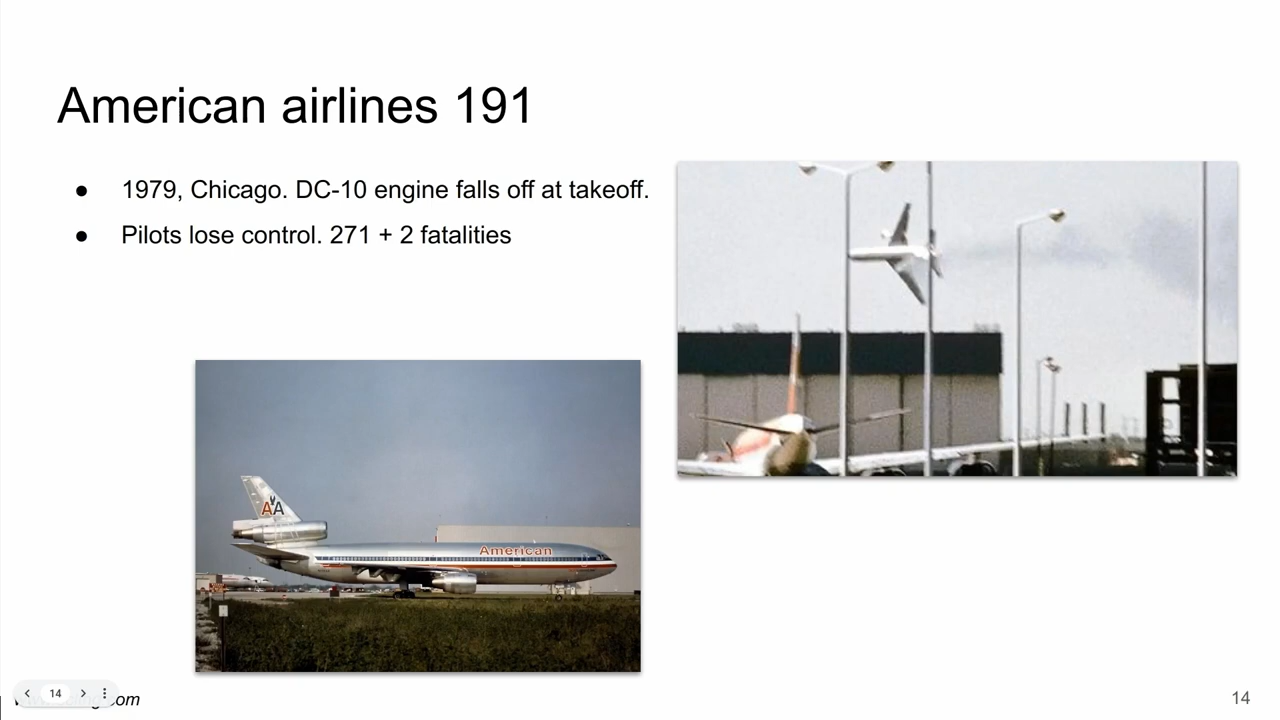 American airlines 191
● 1979, Chicago. DC-10 engine falls off at takeoff.
● Pilots lose control. 271 + 2 fatalities
AA
American
14
14